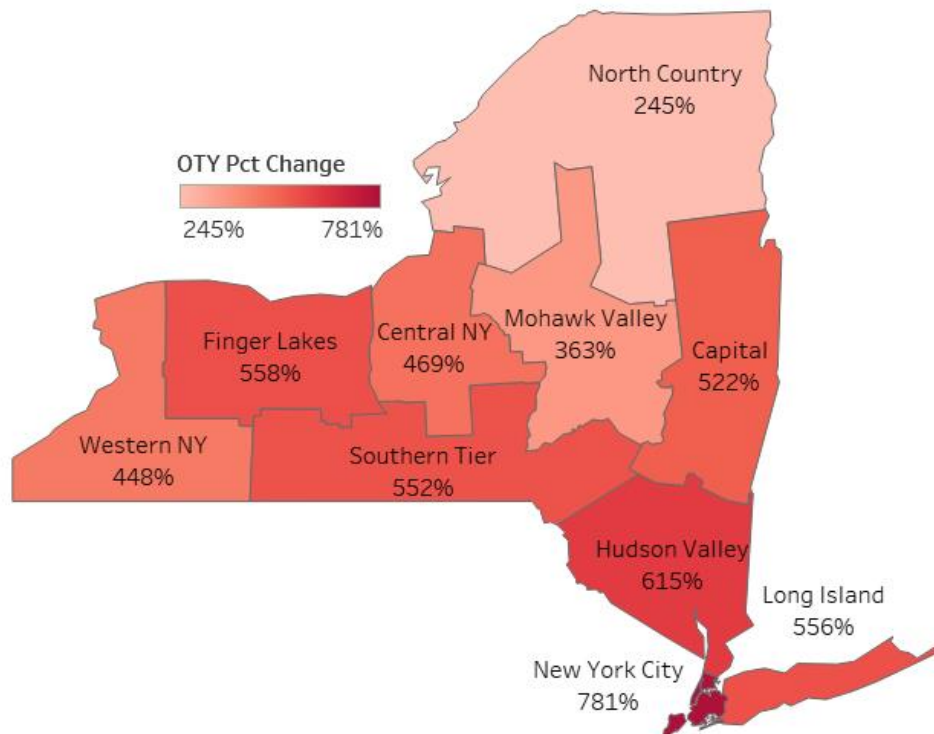 North Country
245%
OTY Pct Change
245% 781%
Finger Lakes
558%
Central NY
469%
Mohawk Valley
363%
Capital
522%
Western NY
448%
Southern Tier
552%
Hudson Valley
615%
Long Island
556%
New York City
781%